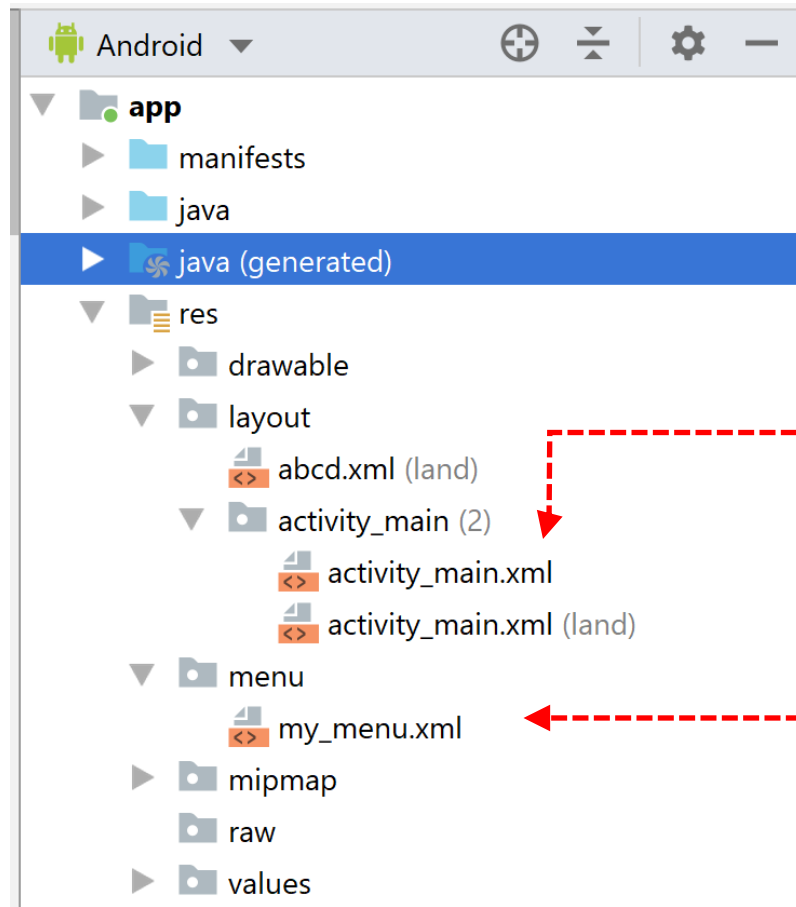 Android
app
manifests
java
java (generated)
res
drawable
layout
abcd.xml (land)
activity_main (2)
activity_main.xml
activity_main.xml (land)
menu
my_menu.xml
mipmap
raw
values